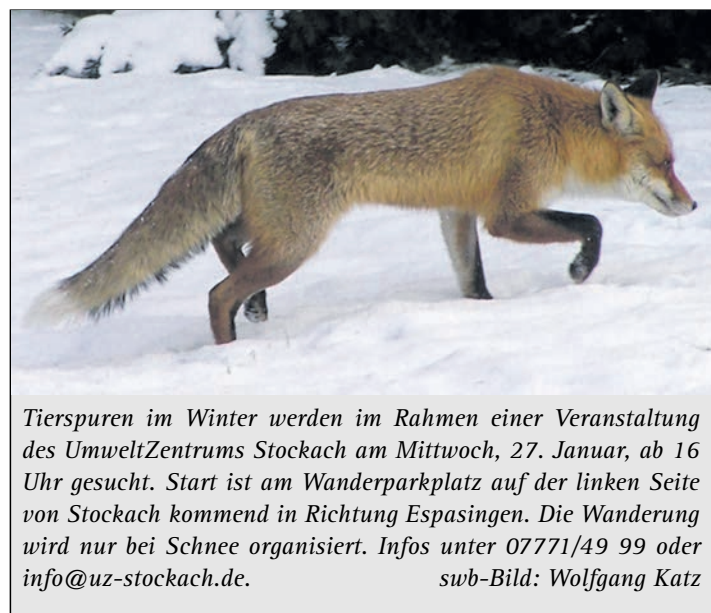 Tierspuren im Winter werden im Rahmen einer Veranstaltung
des UmweltZentrums Stockach am Mittwoch, 27. Januar, ab 16
Uhr gesucht. Start ist am Wanderparkplatz auf der linken Seite
von Stockach kommend in Richtung Espasingen. Die Wanderung
wird nur bei Schnee organisiert. Infos unter 07771/49 99 oder
info@uz-stockach.de. swb-Bild: Wolfgang Katz